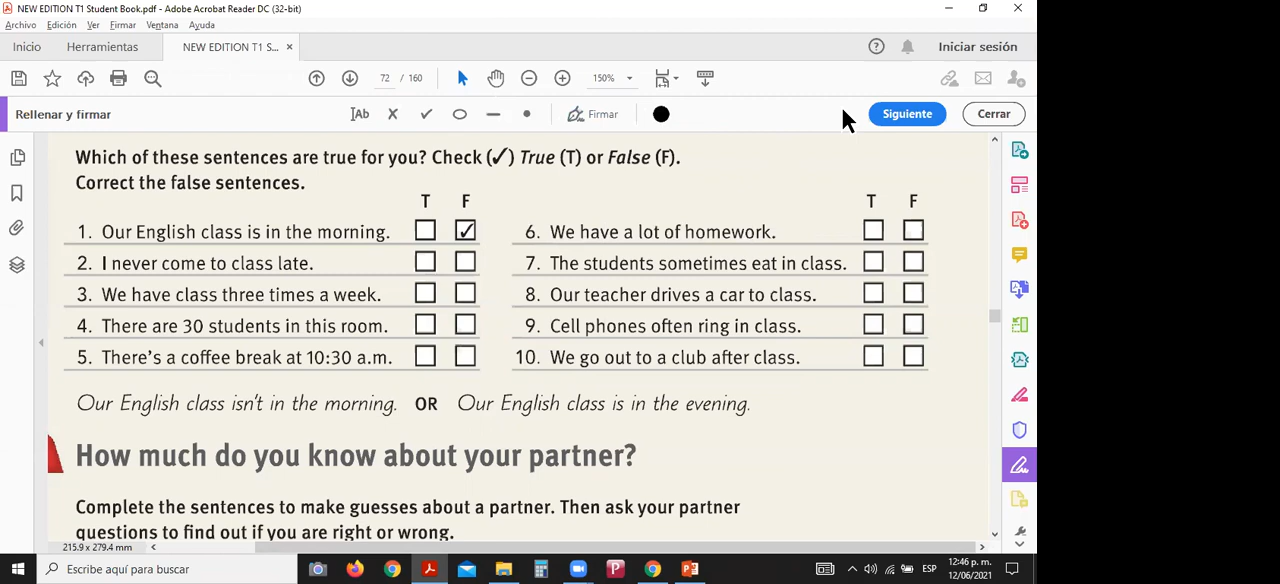 NEW EDITION T1 Student Book.pdf - Adobe Acrobat Reader DC (32-bit)
Archivo Edición Ver Firmar Ventana Ayuda
Inicio Herramientas NEW EDITION T1 S... × Iniciar sesión
72 / 160 150%
Rellenar y firmar Ab Firmar Siguiente Cerrar
Which of these sentences are true for you? Check (✓) True (T) or False (F).
Correct the false sentences.
T F T F
1. Our English class is in the morning. ✓ 6. We have a lot of homework.
2. I never come to class late. 7. The students sometimes eat in class.
3. We have class three times a week. 8. Our teacher drives a car to class.
4. There are 30 students in this room. 9. Cell phones often ring in class.
5. There's a coffee break at 10:30 a.m. 10. We go out to a club after class.
Our English class isn't in the morning. OR Our English class is in the evening.
How much do you know about your partner?
Complete the sentences to make guesses about a partner. Then ask your partner
questions to find out if you are right or wrong.
215.9 x 279.4 mm
Escribe aquí para buscar ESP 12:46 p. m.
12/06/2021